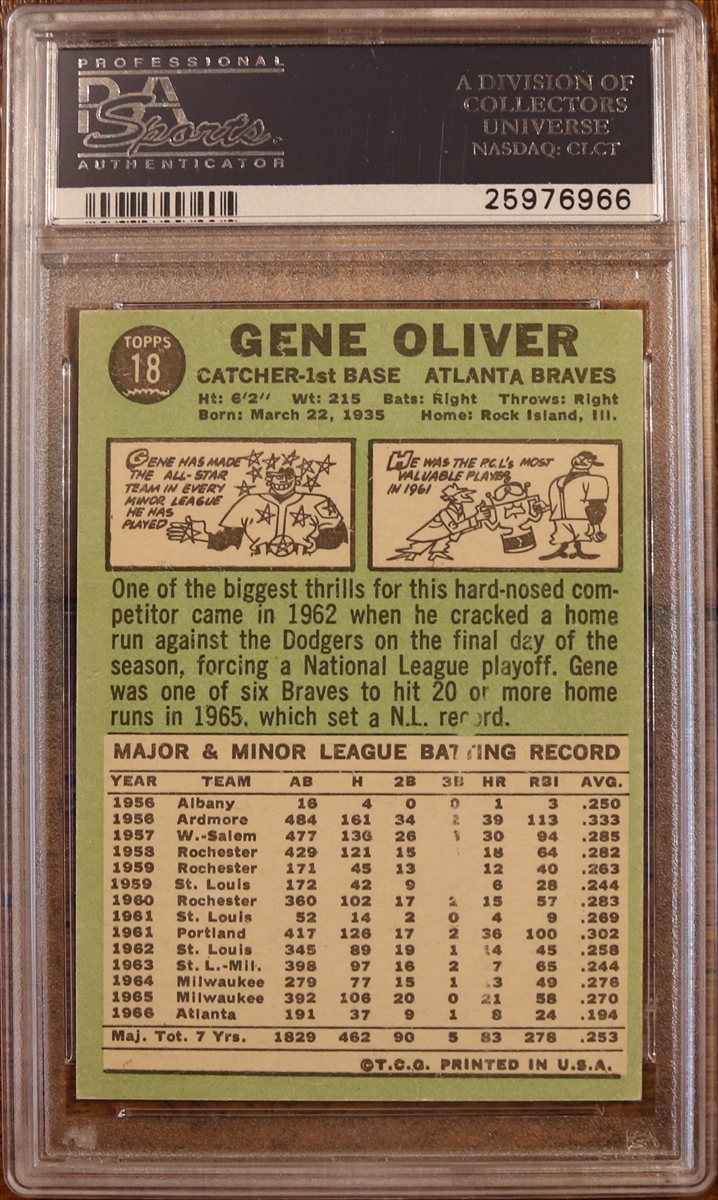 PROFESSIONAL
PSA
Sports
AUTHENTICATOR
A DIVISION OF
COLLECTORS
UNIVERSE
NASDAQ: CLCT
25976966
TOPPS
18
GENE OLIVER
CATCHER-1st BASE ATLANTA BRAVES
Ht: 6'2" Wt: 215 Bats: Right Throws: Right
Born: March 22, 1935 Home: Rock Island, Ill.
GENE HAS MADE
THE ALL-STAR
TEAM IN EVERY
MINOR LEAGUE
HE HAS
PLAYED
HE WAS THE P.C.L's MOST
VALUABLE PLAYER
IN 1961
One of the biggest thrills for this hard-nosed com-
petitor came in 1962 when he cracked a home
run against the Dodgers on the final day of the
season, forcing a National League playoff. Gene
was one of six Braves to hit 20 or more home
runs in 1965, which set a N.L. record.
MAJOR & MINOR LEAGUE BATTING RECORD
YEAR TEAM AB H 2B 3B HR RBI AVG.
1956 Albany 16 4 0 0 1 3 .250
1956 Ardmore 484 161 34 39 113 .333
1957 W.-Salem 477 136 26 30 94 .285
1958 Rochester 429 121 15 18 64 .282
1959 Rochester 171 45 13 12 40 .263
1959 St. Louis 172 42 9 6 28 .244
1960 Rochester 360 102 17 2 15 57 .283
1961 St. Louis 52 14 2 0 4 9 .269
1961 Portland 417 126 17 2 36 100 .302
1962 St. Louis 345 89 19 1 14 45 .258
1963 St. L.-Mil. 398 97 16 2 7 65 .244
1964 Milwaukee 279 77 15 1 3 49 .276
1965 Milwaukee 392 106 20 0 21 58 .270
1966 Atlanta 191 37 9 1 8 24 .194
Maj. Tot. 7 Yrs. 1829 462 90 5 83 278 .253
©T.C.G. PRINTED IN U.S.A.